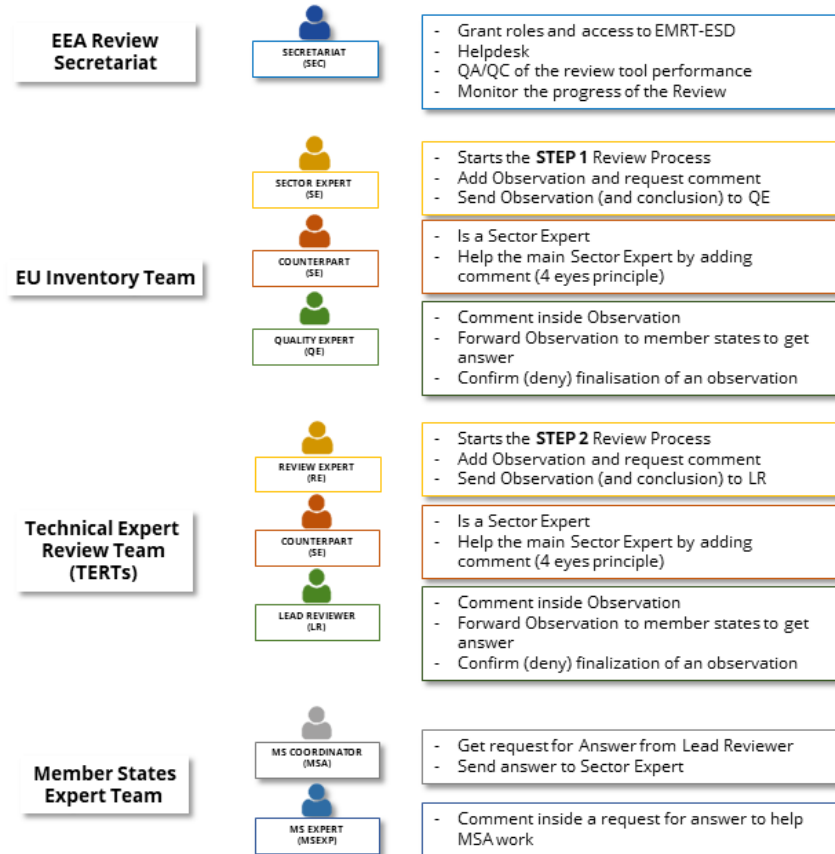 EEA Review
Secretariat
SECRETARIAT
(SEC)
- Grant roles and access to EMRT-ESD
- Helpdesk
- QA/QC of the review tool performance
- Monitor the progress of the Review
EU Inventory Team
SECTOR EXPERT
(SE)
- Starts the STEP 1 Review Process
- Add Observation and request comment
- Send Observation (and conclusion) to QE
COUNTERPART
(SE)
- Is a Sector Expert
- Help the main Sector Expert by adding
comment (4 eyes principle)
QUALITY EXPERT
(QE)
- Comment inside Observation
- Forward Observation to member states to get
answer
- Confirm (deny) finalisation of an observation
Technical Expert
Review Team
(TERTs)
REVIEW EXPERT
(RE)
- Starts the STEP 2 Review Process
- Add Observation and request comment
- Send Observation (and conclusion) to LR
COUNTERPART
(SE)
- Is a Sector Expert
- Help the main Sector Expert by adding
comment (4 eyes principle)
LEAD REVIEWER
(LR)
- Comment inside Observation
- Forward Observation to member states to get
answer
- Confirm (deny) finalization of an observation
Member States
Expert Team
MS COORDINATOR
(MSA)
- Get request for Answer from Lead Reviewer
- Send answer to Sector Expert
MS EXPERT
(MSEXP)
- Comment inside a request for answer to help
MSA work